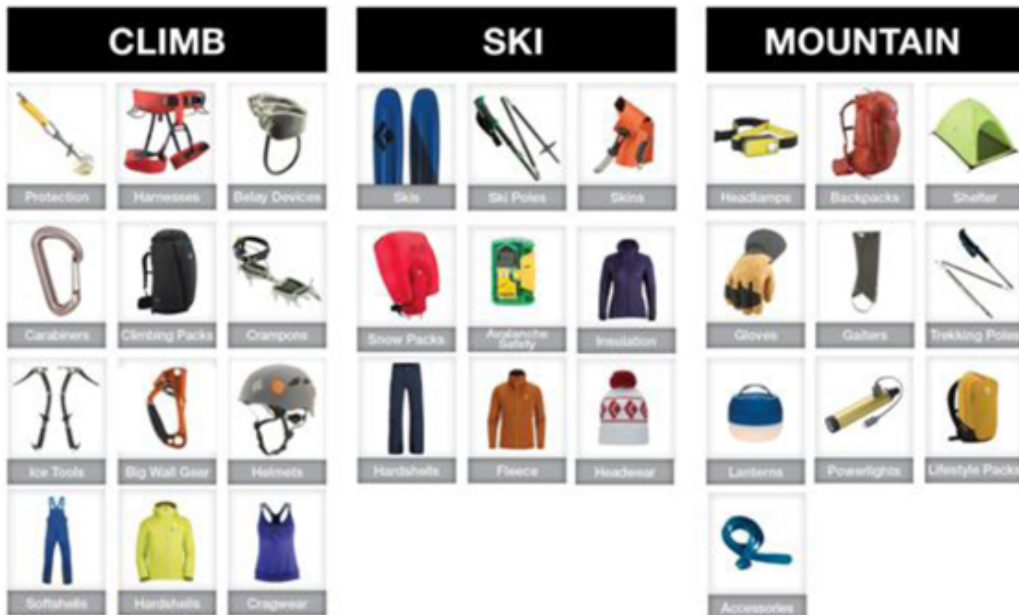 CLIMB
SKI
MOUNTAIN
Protection
Harnesses
Belay Devices
Skis
Ski Poles
Skins
Headlamps
Backpacks
Shelter
Carabiners
Climbing Packs
Crampons
Snow Packs
Avalanche
Safety
Insulation
Gloves
Gaiters
Trekking Poles
Ice Tools
Big Wall Gear
Helmets
Hardshells
Fleece
Headwear
Lanterns
Powerlights
Lifestyle Packs
Softshells
Hardshells
Cragwear
Accessories